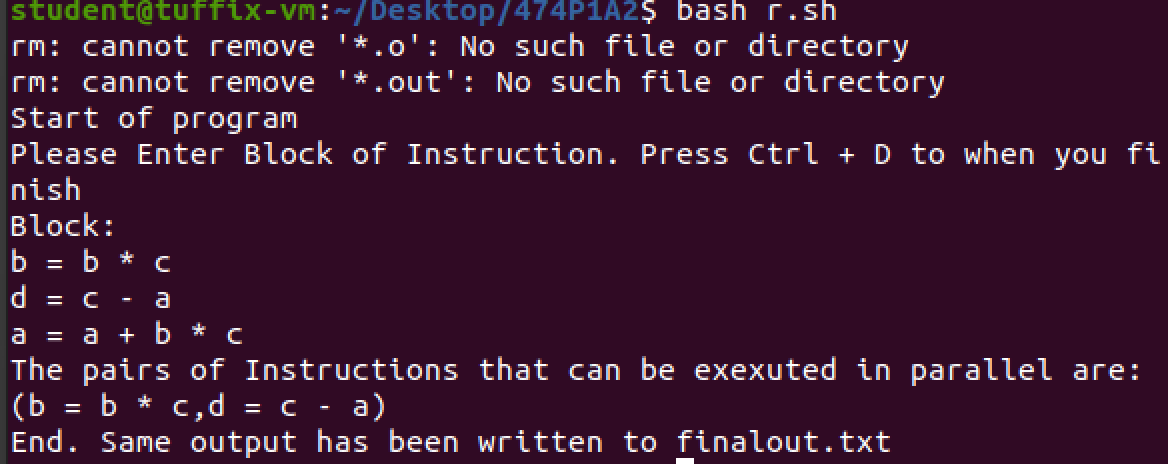 student@tuffix-vm:~/Desktop/474P1A2$ bash r.sh
rm: cannot remove '*.o': No such file or directory
rm: cannot remove '*.out': No such file or directory
Start of program
Please Enter Block of Instruction. Press Ctrl + D to when you fi
nish
Block:
b = b * c
d = c - a
a = a + b * c
The pairs of Instructions that can be exexuted in parallel are:
(b = b * c,d = c - a)
End. Same output has been written to finalout.txt